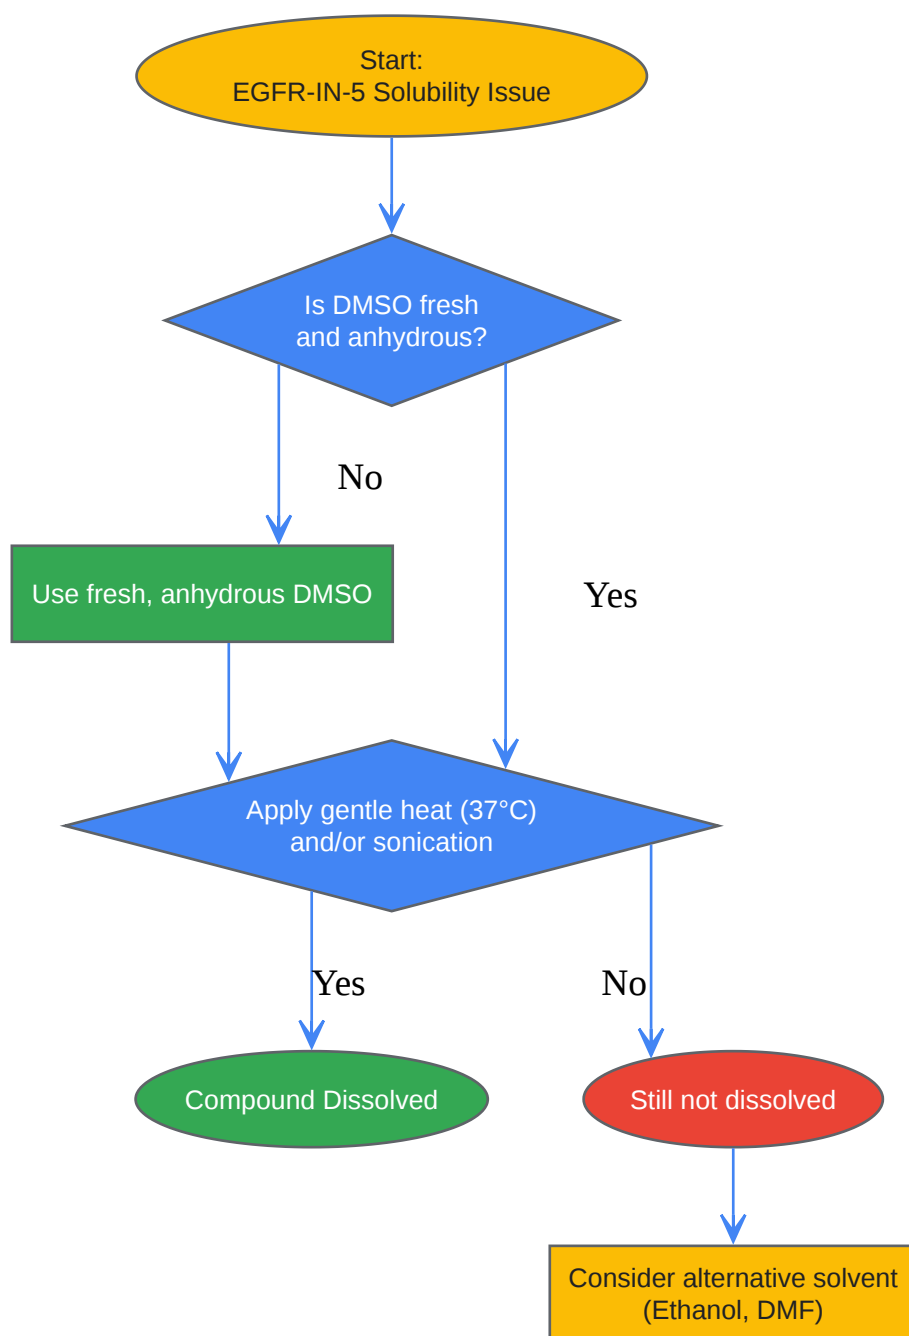 Start:
EGFR-IN-5 Solubility Issue
Is DMSO fresh
and anhydrous?
No
Use fresh, anhydrous DMSO
Yes
Apply gentle heat (37°C)
and/or sonication
Yes
No
Compound Dissolved
Still not dissolved
Consider alternative solvent
(Ethanol, DMF)